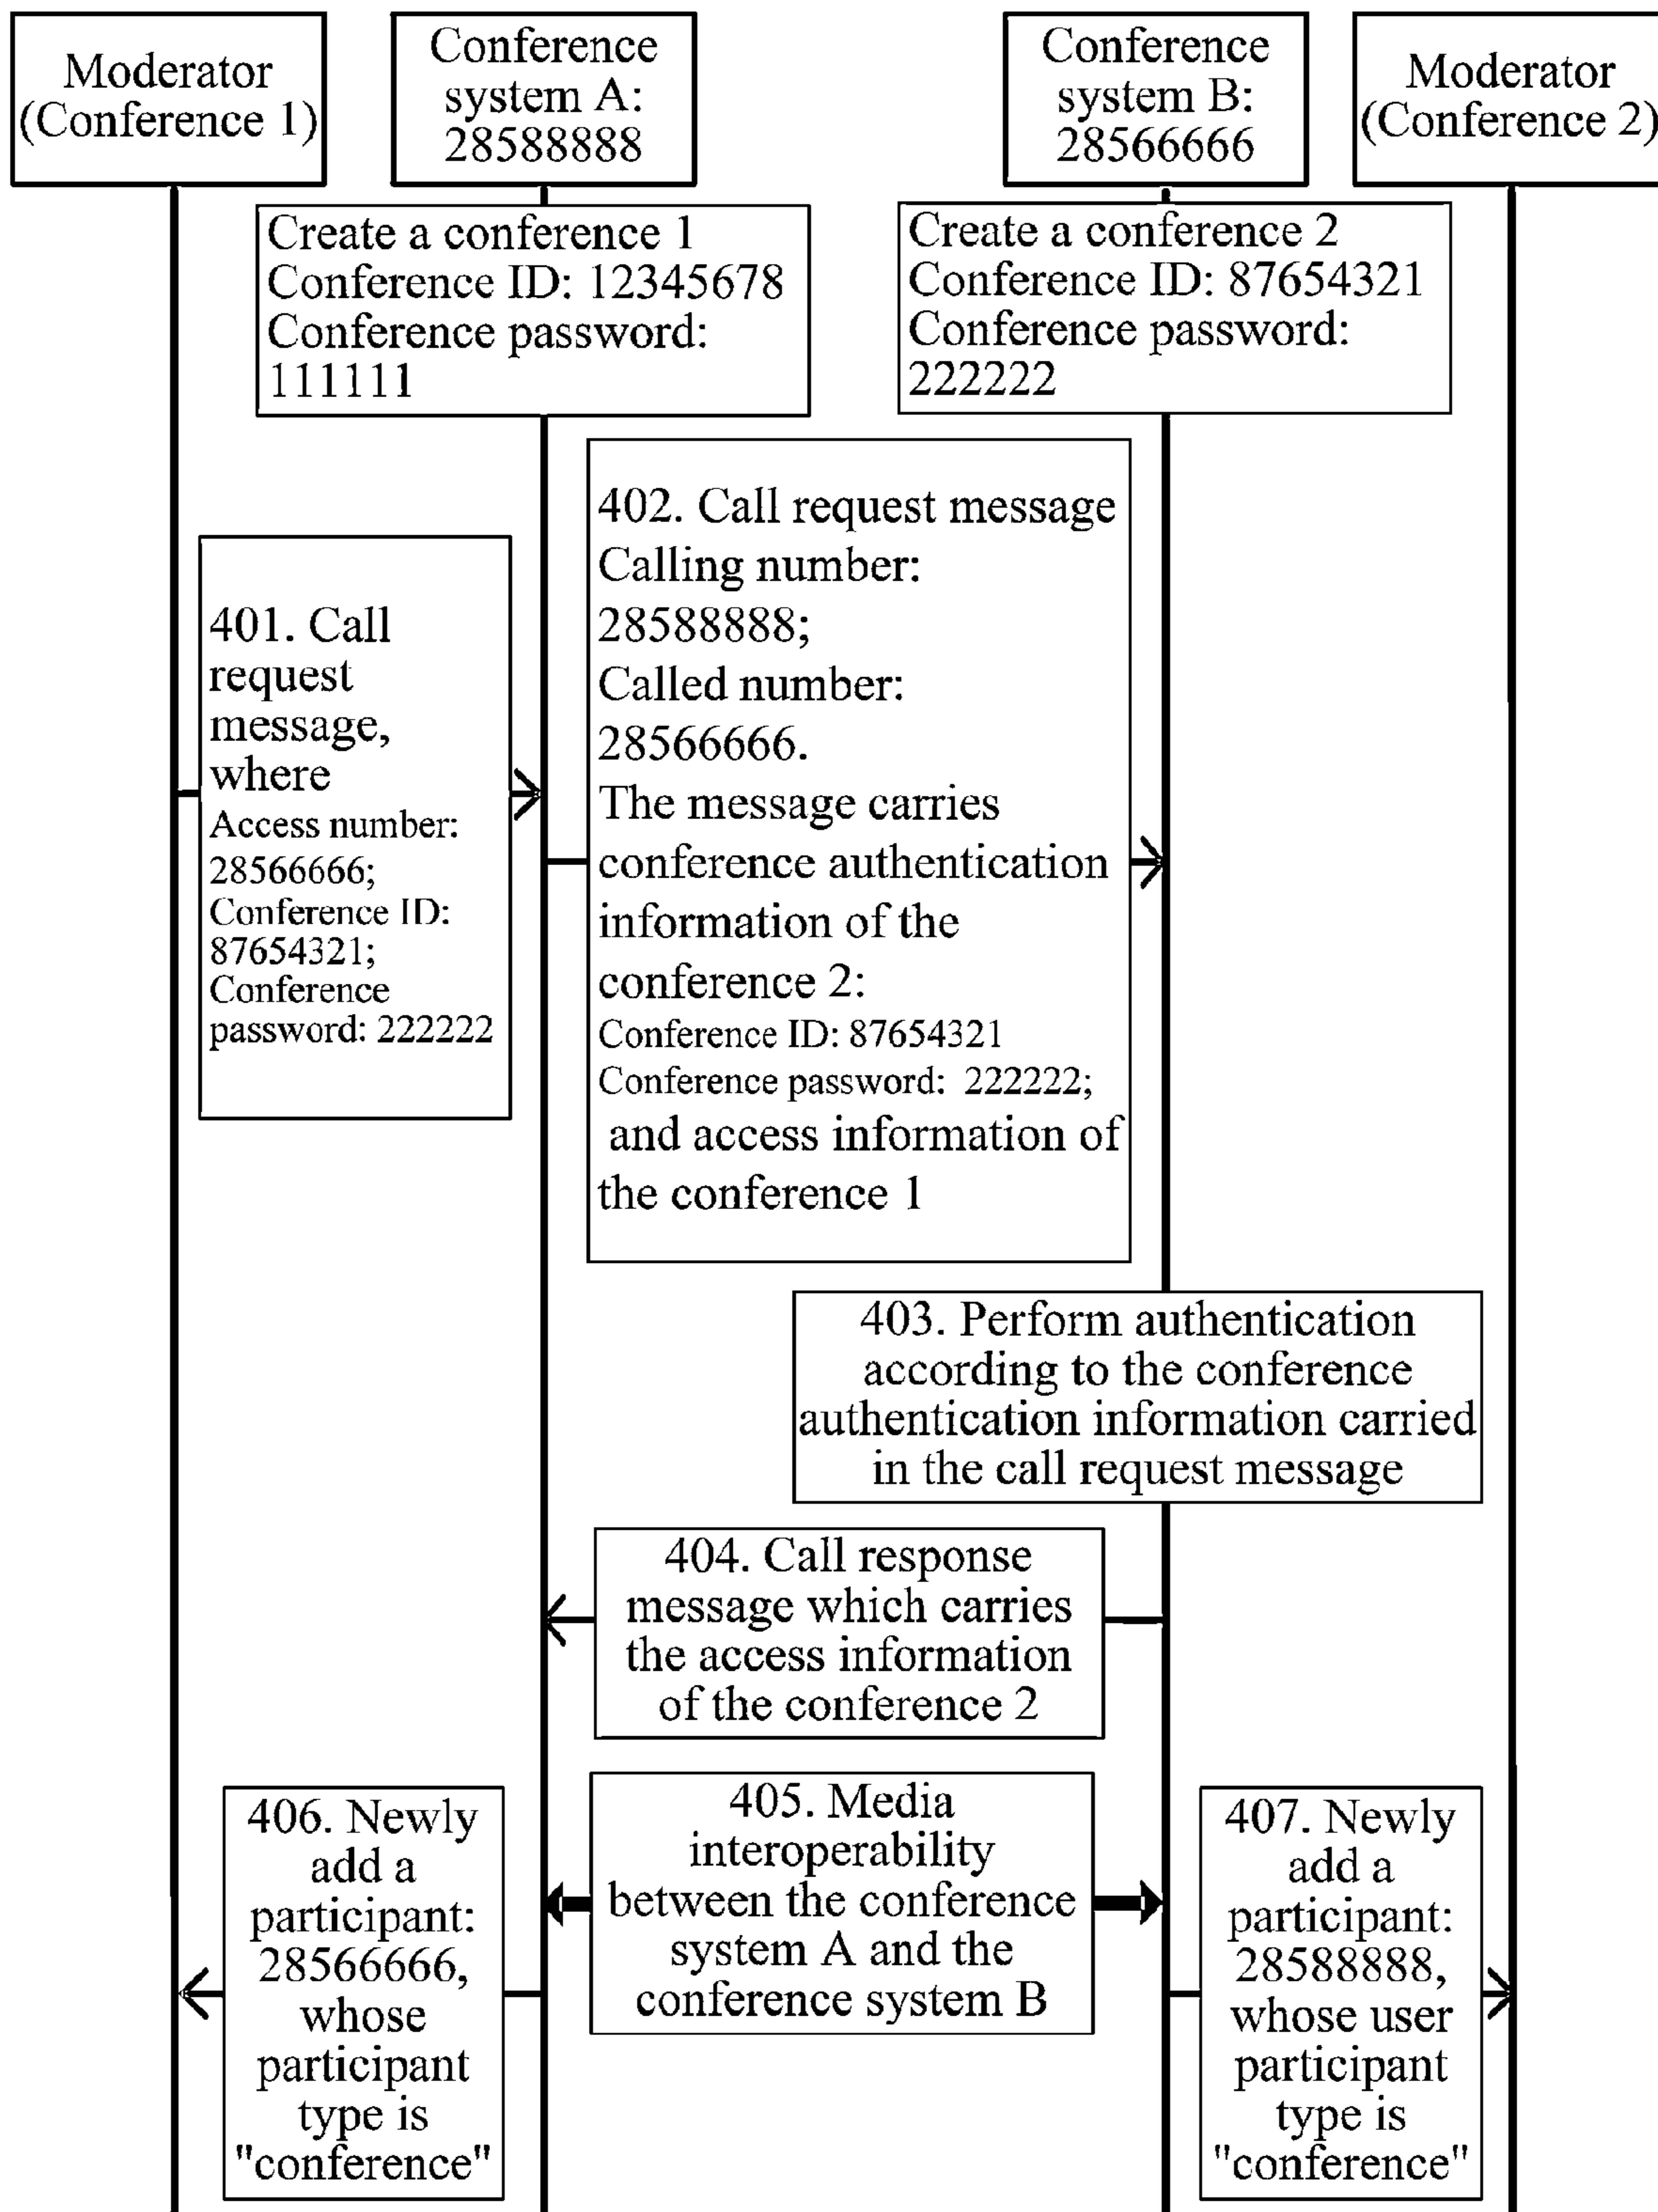 Moderator
(Conference 1)
Conference
system A:
28588888
Conference
system B:
28566666
Moderator
(Conference 2)
Create a conference 1
Conference ID: 12345678
Conference password:
111111
Create a conference 2
Conference ID: 87654321
Conference password:
222222
401. Call
request
message,
where
Access number:
28566666;
Conference ID:
87654321;
Conference
password: 222222
402. Call request message
Calling number:
28588888;
Called number:
28566666.
The message carries
conference authentication
information of the
conference 2:
Conference ID: 87654321
Conference password: 222222;
and access information of
the conference 1
403. Perform authentication
according to the conference
authentication information carried
in the call request message
404. Call response
message which carries
the access information
of the conference 2
406. Newly
add a
participant:
28566666,
whose
participant
type is
"conference"
405. Media
interoperability
between the conference
system A and the
conference system B
407. Newly
add a
participant:
28588888,
whose user
participant
type is
"conference"